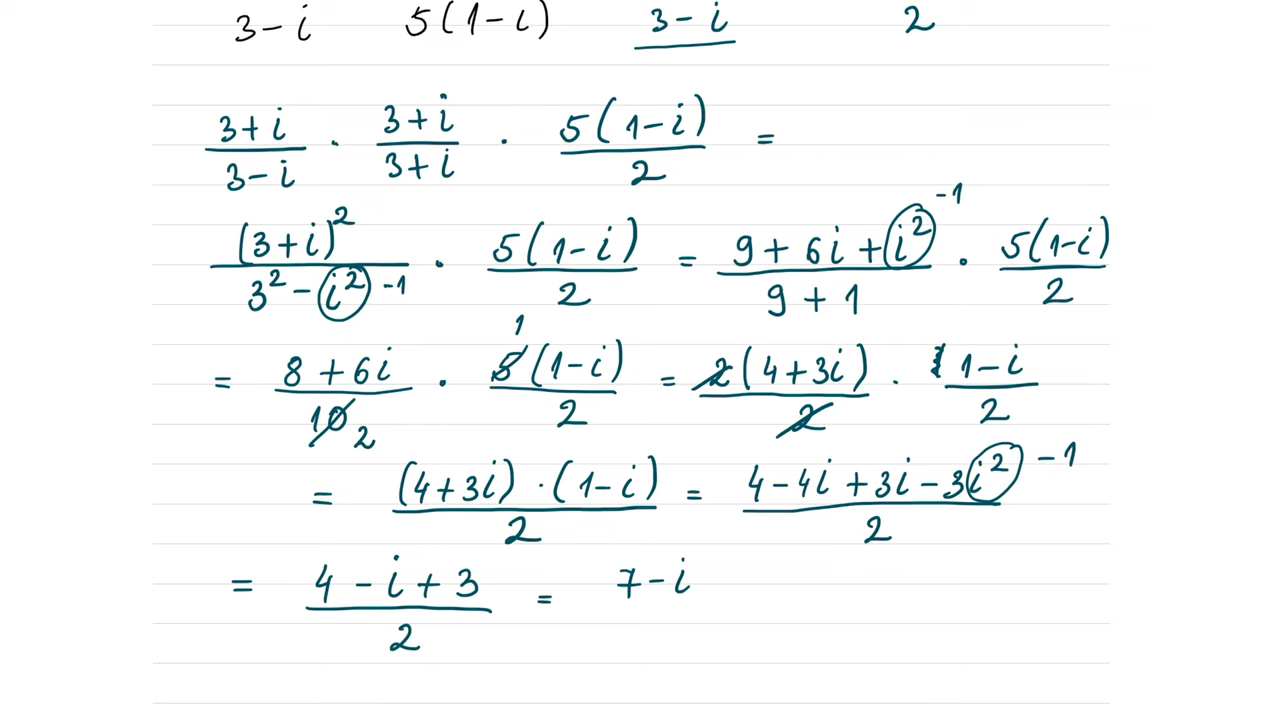 3 - i 5(1-i) 3 - i 2
(3+i)/(3-i) · (3+i)/(3+i) · 5(1-i)/2 =
(3+i)²/(3² - i²) -1 · 5(1-i)/2 = (9 + 6i + i²)/(9 + 1) -1 · 5(1-i)/2
= (8 + 6i)/10 2 · 1 5(1-i)/2 = 2(4+3i)/2 · (1-i)/2
= (4+3i)·(1-i)/2 = (4-4i+3i-3i²)/2 -1
= (4 - i + 3)/2 = 7 - i